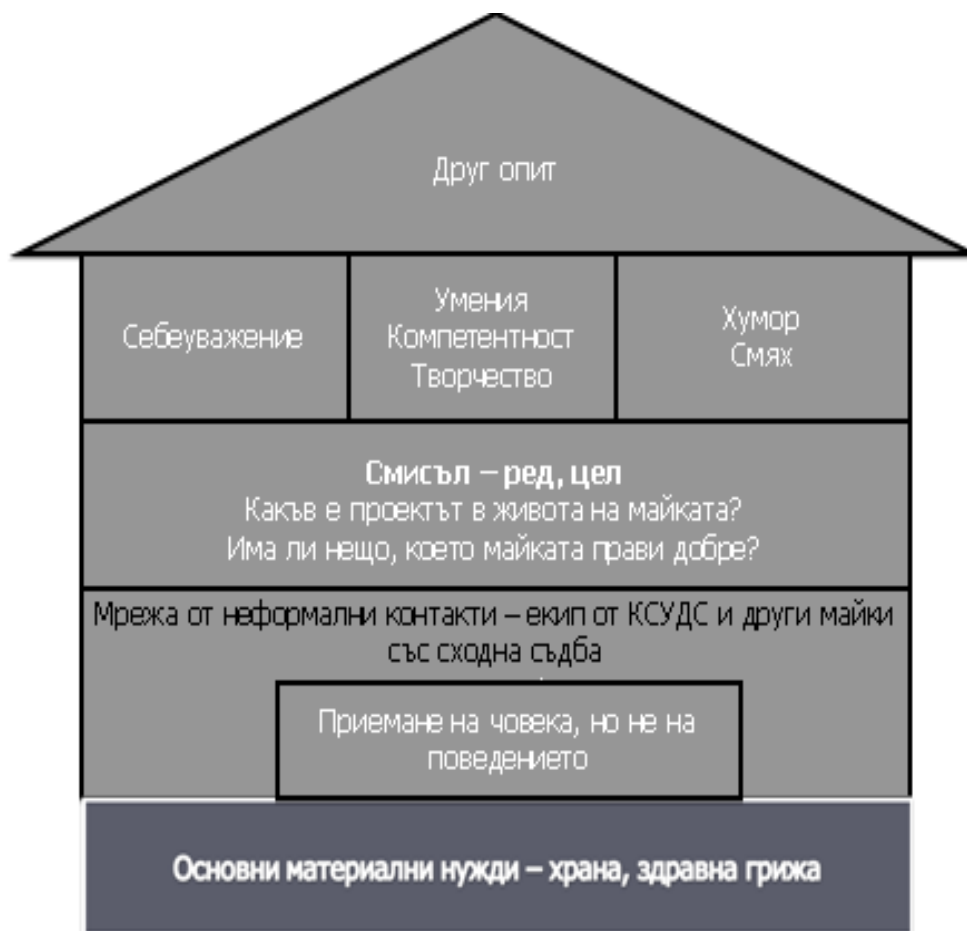 Друг опит
Себеуважение
Умения
Компетентност
Творчество
Хумор
Смях
Смисъл – ред, цел
Какъв е проектът в живота на майката?
Има ли нещо, което майката прави добре?
Мрежа от неформални контакти – екип от КСУДС и други майки
със сходна съдба
Приемане на човека, но не на
поведението
Основни материални нужди – храна, здравна грижа